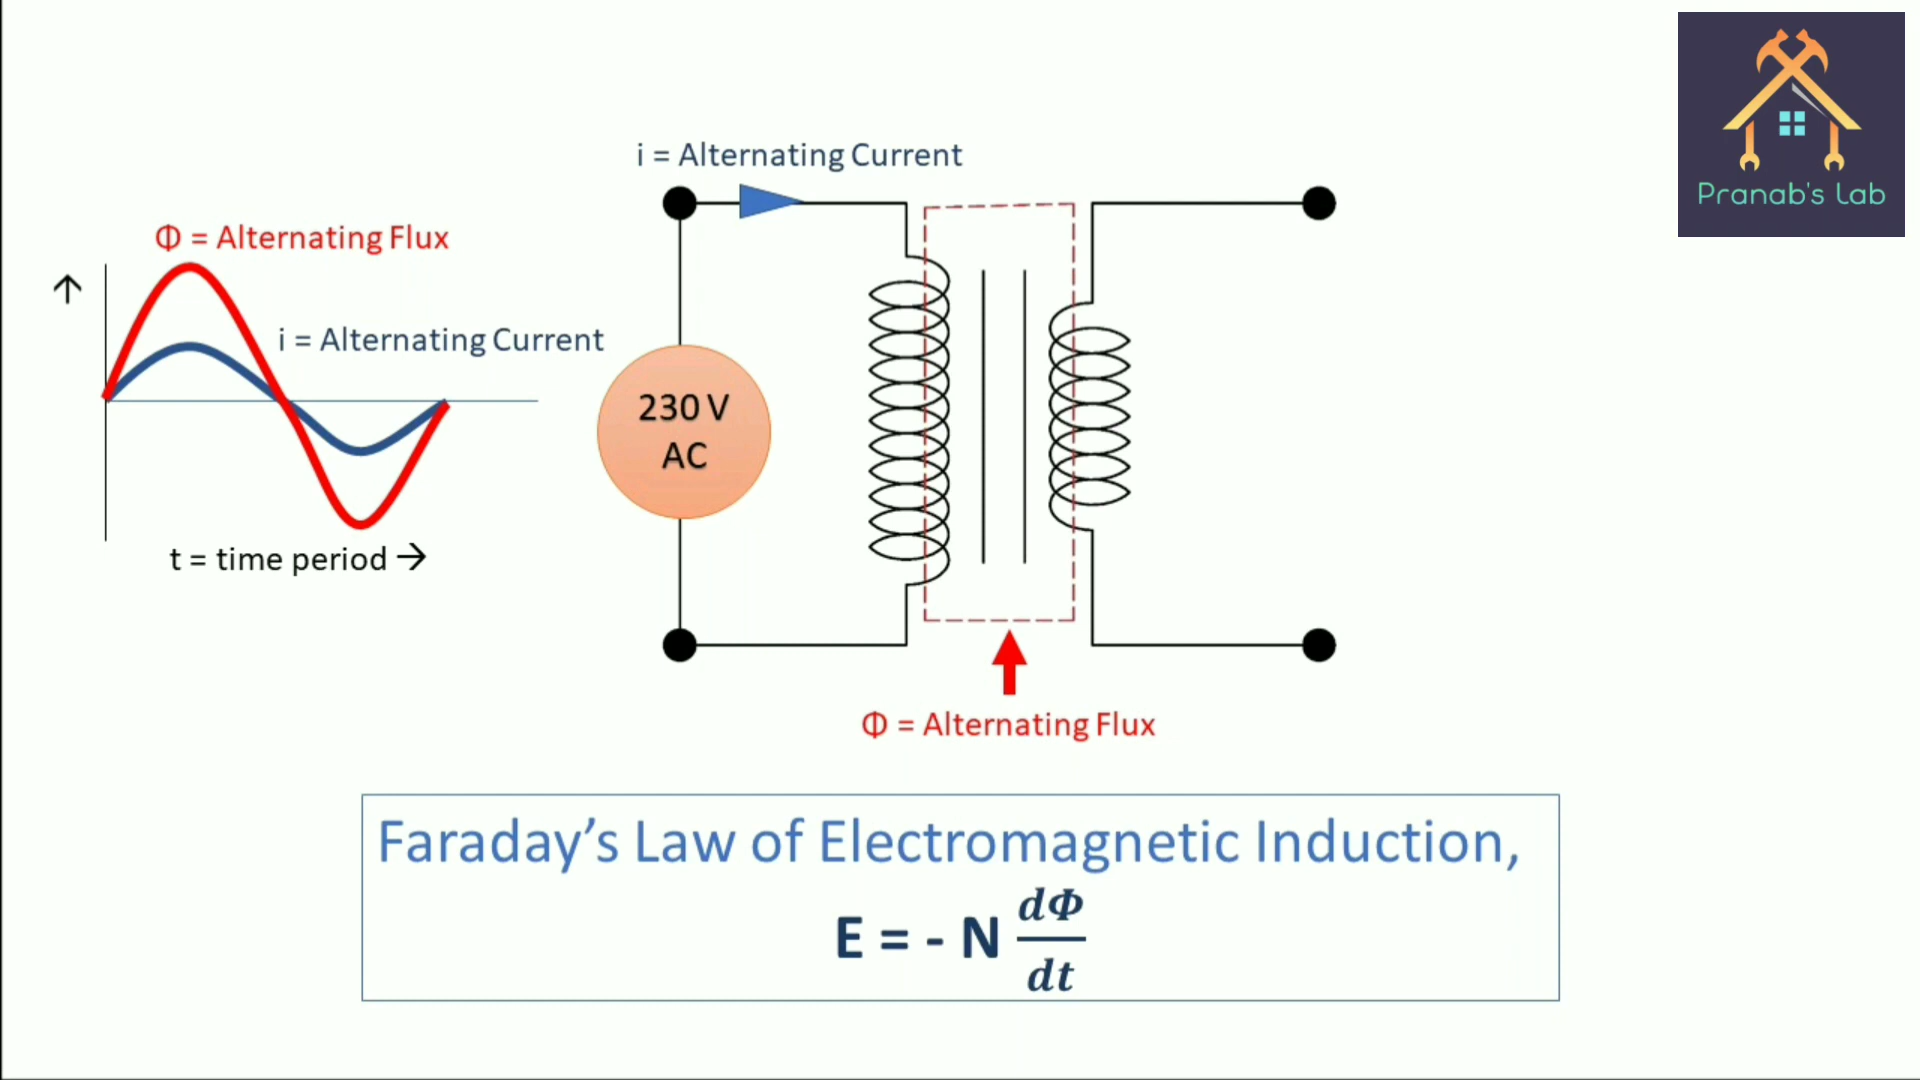 Pranab's Lab
i = Alternating Current
Φ = Alternating Flux
↑
i = Alternating Current
230 V
AC
t = time period →
Φ = Alternating Flux
Faraday’s Law of Electromagnetic Induction,
E = - N dΦ/dt